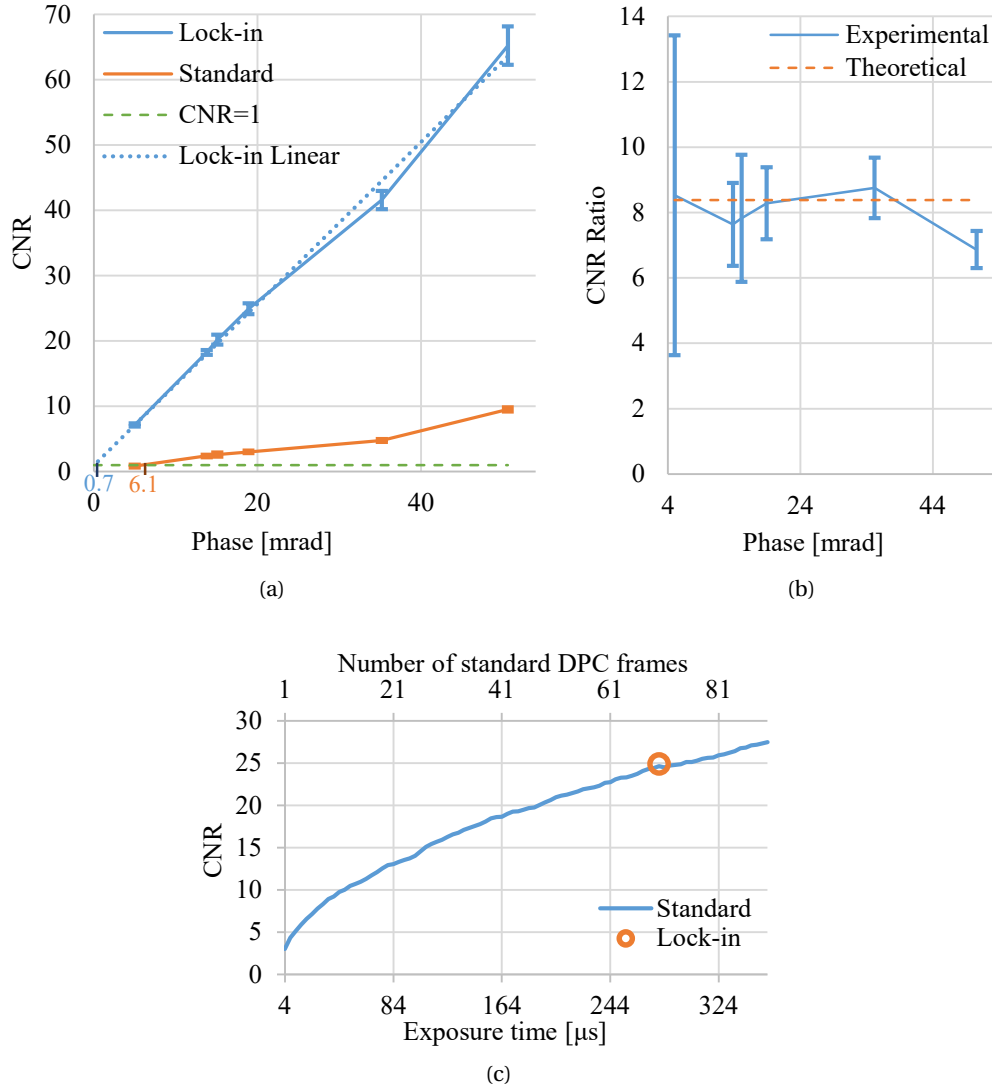 70
60
50
40
30
20
10
0
CNR
Lock-in
Standard
CNR=1
Lock-in Linear
0.7
6.1
0
20
40
Phase [mrad]
(a)
14
12
10
8
6
4
2
0
CNR Ratio
Experimental
Theoretical
4
24
44
Phase [mrad]
(b)
Number of standard DPC frames
1
21
41
61
81
30
25
20
15
10
5
0
CNR
Standard
Lock-in
4
84
164
244
324
Exposure time [μs]
(c)